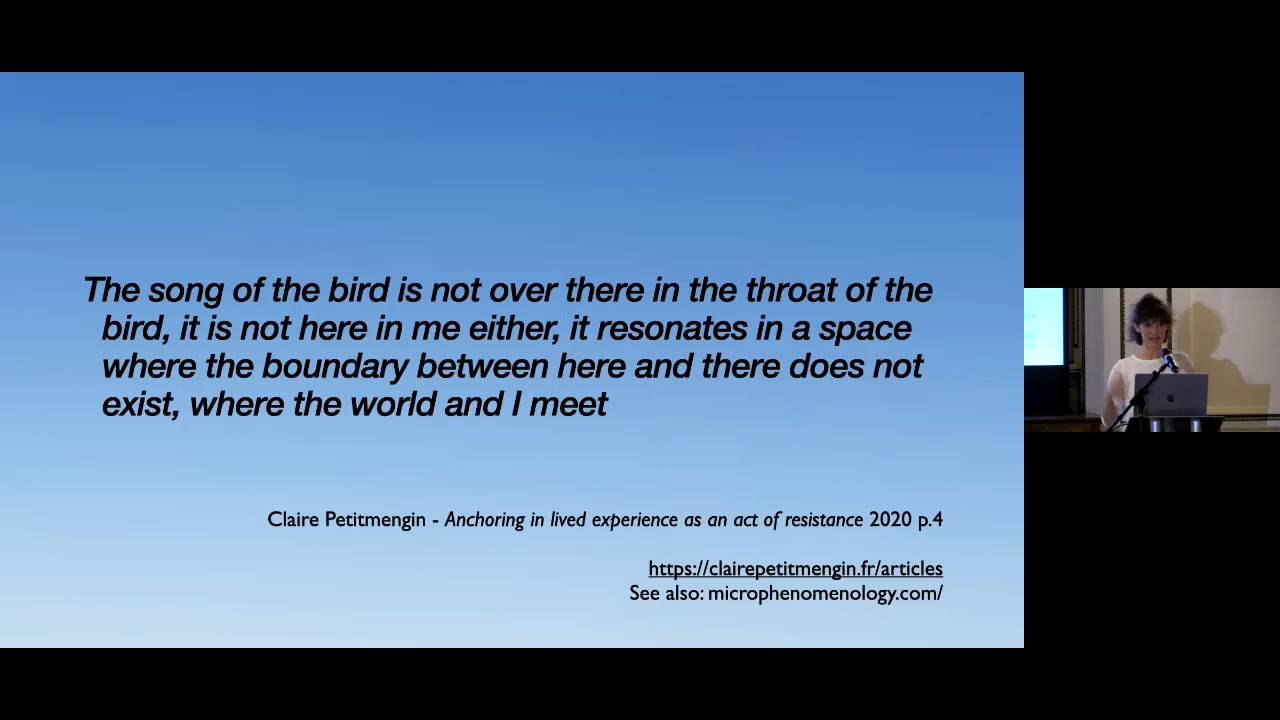 The song of the bird is not over there in the throat of the
bird, it is not here in me either, it resonates in a space
where the boundary between here and there does not
exist, where the world and I meet
Claire Petitmengin - Anchoring in lived experience as an act of resistance 2020 p.4
https://clairepetitmengin.fr/articles
See also: microphenomenology.com/